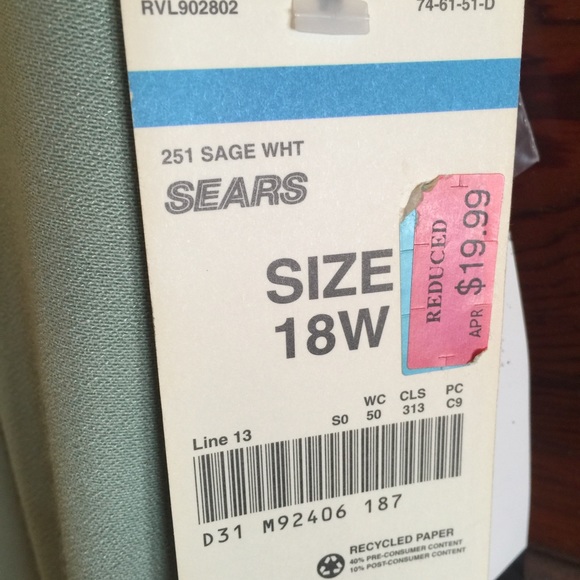 RVL902802 74-61-51-D
251 SAGE WHT
SEARS
SIZE
18W
REDUCED
APR $19.99
Line 13 S0 WC 50 CLS 313 PC C9
D31 M92406 187
RECYCLED PAPER
40% PRE-CONSUMER CONTENT
10% POST-CONSUMER CONTENT